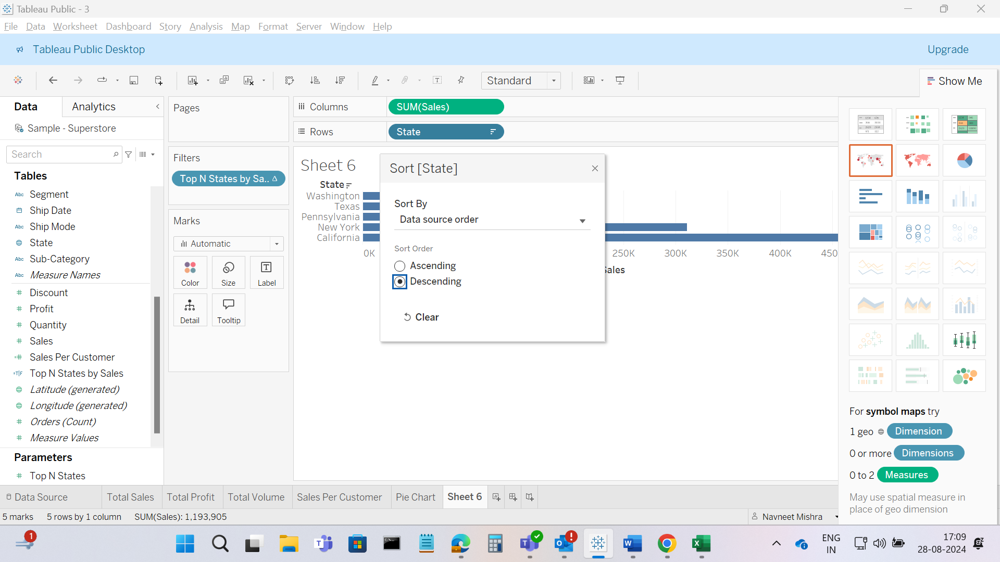 Tableau Public - 3
File Data Worksheet Dashboard Story Analysis Map Format Server Window Help
Tableau Public Desktop
Upgrade
Standard
Show Me
Data
Analytics
Sample - Superstore
Search
Tables
Abc Segment
Ship Date
Abc Ship Mode
State
Abc Sub-Category
Abc Measure Names
# Discount
# Profit
# Quantity
# Sales
=# Sales Per Customer
=T|F Top N States by Sales
Latitude (generated)
Longitude (generated)
# Orders (Count)
# Measure Values
Parameters
# Top N States
Pages
Filters
Top N States by Sa.. Δ
Marks
Automatic
Color
Size
Label
Detail
Tooltip
Columns
SUM(Sales)
Rows
State
Sheet 6
State
Washington
Texas
Pennsylvania
New York
California
0K
250K
300K
350K
400K
450
Sales
Sort [State]
Sort By
Data source order
Sort Order
Ascending
Descending
Clear
For symbol maps try
1 geo Dimension
0 or more Dimensions
0 to 2 Measures
May use spatial measure in
place of geo dimension
Data Source
Total Sales
Total Profit
Total Volume
Sales Per Customer
Pie Chart
Sheet 6
5 marks
5 rows by 1 column
SUM(Sales): 1,193,905
Navneet Mishra
1
ENG
IN
17:09
28-08-2024